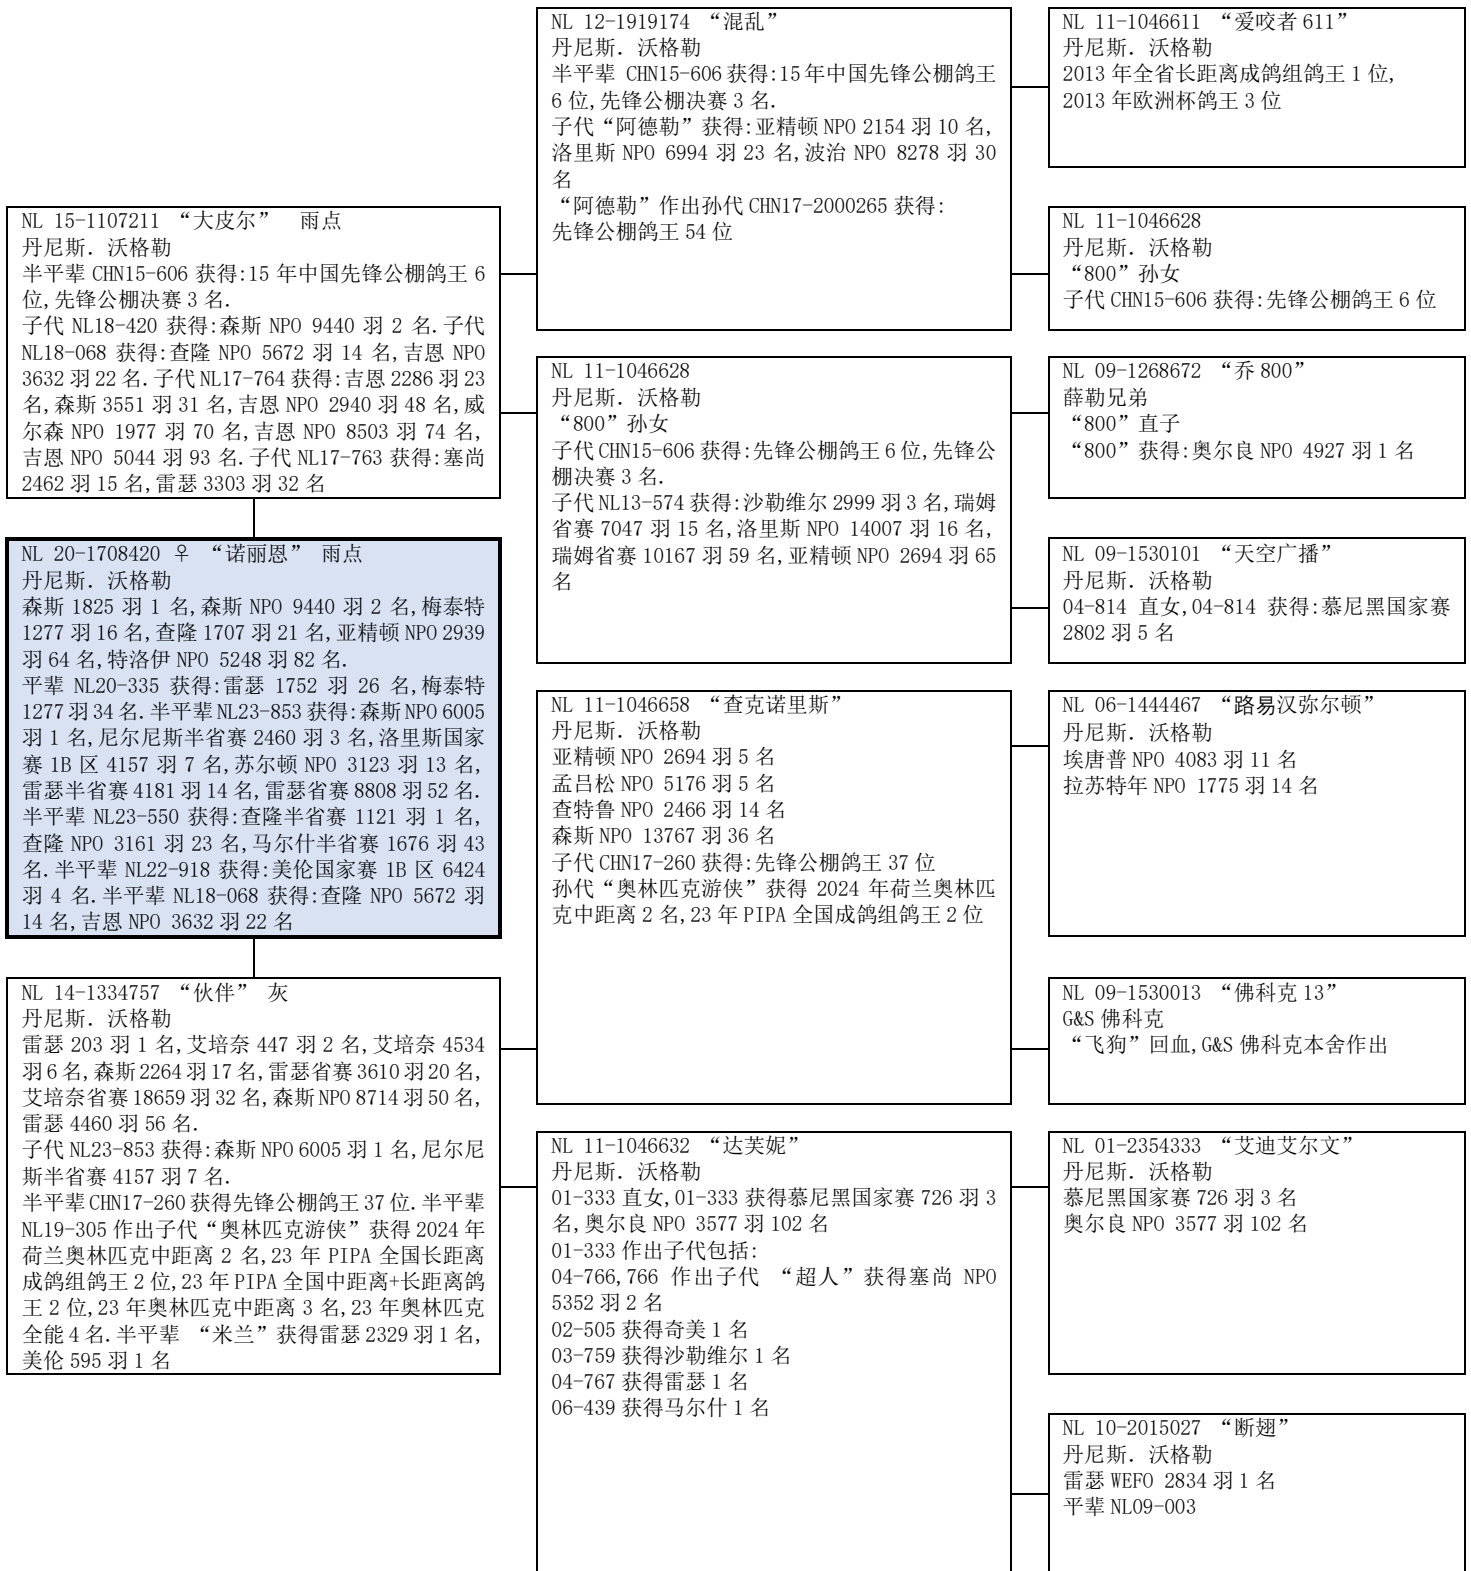 NL 15-1107211 “大皮尔” 雨点
丹尼斯. 沃格勒
半平辈 CHN15-606 获得:15 年中国先锋公棚鸽王 6
位,先锋公棚决赛 3 名.
子代 NL18-420 获得:森斯 NPO 9440 羽 2 名.子代
NL18-068 获得:查隆 NPO 5672 羽 14 名,吉恩 NPO
3632 羽 22 名.子代 NL17-764 获得:吉恩 2286 羽 23
名,森斯 3551 羽 31 名,吉恩 NPO 2940 羽 48 名,威
尔森 NPO 1977 羽 70 名,吉恩 NPO 8503 羽 74 名,
吉恩 NPO 5044 羽 93 名.子代 NL17-763 获得:塞尚
2462 羽 15 名,雷瑟 3303 羽 32 名
NL 20-1708420 ♀ “诺丽恩” 雨点
丹尼斯. 沃格勒
森斯 1825 羽 1 名,森斯 NPO 9440 羽 2 名,梅泰特
1277 羽 16 名,查隆 1707 羽 21 名,亚精顿 NPO 2939
羽 64 名,特洛伊 NPO 5248 羽 82 名.
平辈 NL20-335 获得:雷瑟 1752 羽 26 名,梅泰特
1277 羽 34 名.半平辈 NL23-853 获得:森斯 NPO 6005
羽 1 名,尼尔尼斯半省赛 2460 羽 3 名,洛里斯国家
赛 1B 区 4157 羽 7 名,苏尔顿 NPO 3123 羽 13 名,
雷瑟半省赛 4181 羽 14 名,雷瑟省赛 8808 羽 52 名.
半平辈 NL23-550 获得:查隆半省赛 1121 羽 1 名,
查隆 NPO 3161 羽 23 名,马尔什半省赛 1676 羽 43
名.半平辈 NL22-918 获得:美伦国家赛 1B 区 6424
羽 4 名.半平辈 NL18-068 获得:查隆 NPO 5672 羽
14 名,吉恩 NPO 3632 羽 22 名
NL 14-1334757 “伙伴” 灰
丹尼斯. 沃格勒
雷瑟 203 羽 1 名,艾培奈 447 羽 2 名,艾培奈 4534
羽 6 名,森斯 2264 羽 17 名,雷瑟省赛 3610 羽 20 名,
艾培奈省赛 18659 羽 32 名,森斯 NPO 8714 羽 50 名,
雷瑟 4460 羽 56 名.
子代 NL23-853 获得:森斯 NPO 6005 羽 1 名,尼尔尼
斯半省赛 4157 羽 7 名.
半平辈 CHN17-260 获得先锋公棚鸽王 37 位.半平辈
NL19-305 作出子代“奥林匹克游侠”获得 2024 年
荷兰奥林匹克中距离 2 名,23 年 PIPA 全国长距离
成鸽组鸽王 2 位,23 年 PIPA 全国中距离+长距离鸽
王 2 位,23 年奥林匹克中距离 3 名,23 年奥林匹克
全能 4 名.半平辈 “米兰”获得雷瑟 2329 羽 1 名,
美伦 595 羽 1 名
NL 12-1919174 “混乱”
丹尼斯. 沃格勒
半平辈 CHN15-606 获得:15 年中国先锋公棚鸽王
6 位,先锋公棚决赛 3 名.
子代“阿德勒”获得:亚精顿 NPO 2154 羽 10 名,
洛里斯 NPO 6994 羽 23 名,波治 NPO 8278 羽 30
名
“阿德勒”作出孙代 CHN17-2000265 获得:
先锋公棚鸽王 54 位
NL 11-1046628
丹尼斯. 沃格勒
“800”孙女
子代 CHN15-606 获得:先锋公棚鸽王 6 位,先锋公
棚决赛 3 名.
子代 NL13-574 获得:沙勒维尔 2999 羽 3 名,瑞姆
省赛 7047 羽 15 名,洛里斯 NPO 14007 羽 16 名,
瑞姆省赛 10167 羽 59 名,亚精顿 NPO 2694 羽 65
名
NL 11-1046658 “查克诺里斯”
丹尼斯. 沃格勒
亚精顿 NPO 2694 羽 5 名
孟吕松 NPO 5176 羽 5 名
查特鲁 NPO 2466 羽 14 名
森斯 NPO 13767 羽 36 名
子代 CHN17-260 获得:先锋公棚鸽王 37 位
孙代“奥林匹克游侠”获得 2024 年荷兰奥林匹
克中距离 2 名,23 年 PIPA 全国成鸽组鸽王 2 位
NL 11-1046632 “达芙妮”
丹尼斯. 沃格勒
01-333 直女,01-333 获得慕尼黑国家赛 726 羽 3
名,奥尔良 NPO 3577 羽 102 名
01-333 作出子代包括:
04-766,766 作出子代 “超人”获得塞尚 NPO
5352 羽 2 名
02-505 获得奇美 1 名
03-759 获得沙勒维尔 1 名
04-767 获得雷瑟 1 名
06-439 获得马尔什 1 名
NL 11-1046611 “爱咬者 611”
丹尼斯. 沃格勒
2013 年全省长距离成鸽组鸽王 1 位,
2013 年欧洲杯鸽王 3 位
NL 11-1046628
丹尼斯. 沃格勒
“800”孙女
子代 CHN15-606 获得:先锋公棚鸽王 6 位
NL 09-1268672 “乔 800”
薛勒兄弟
“800”直子
“800”获得:奥尔良 NPO 4927 羽 1 名
NL 09-1530101 “天空广播”
丹尼斯. 沃格勒
04-814 直女,04-814 获得:慕尼黑国家赛
2802 羽 5 名
NL 06-1444467 “路易汉弥尔顿”
丹尼斯. 沃格勒
埃唐普 NPO 4083 羽 11 名
拉苏特年 NPO 1775 羽 14 名
NL 09-1530013 “佛科克 13”
G&S 佛科克
“飞狗”回血,G&S 佛科克本舍作出
NL 01-2354333 “艾迪艾尔文”
丹尼斯. 沃格勒
慕尼黑国家赛 726 羽 3 名
奥尔良 NPO 3577 羽 102 名
NL 10-2015027 “断翅”
丹尼斯. 沃格勒
雷瑟 WEFO 2834 羽 1 名
平辈 NL09-003